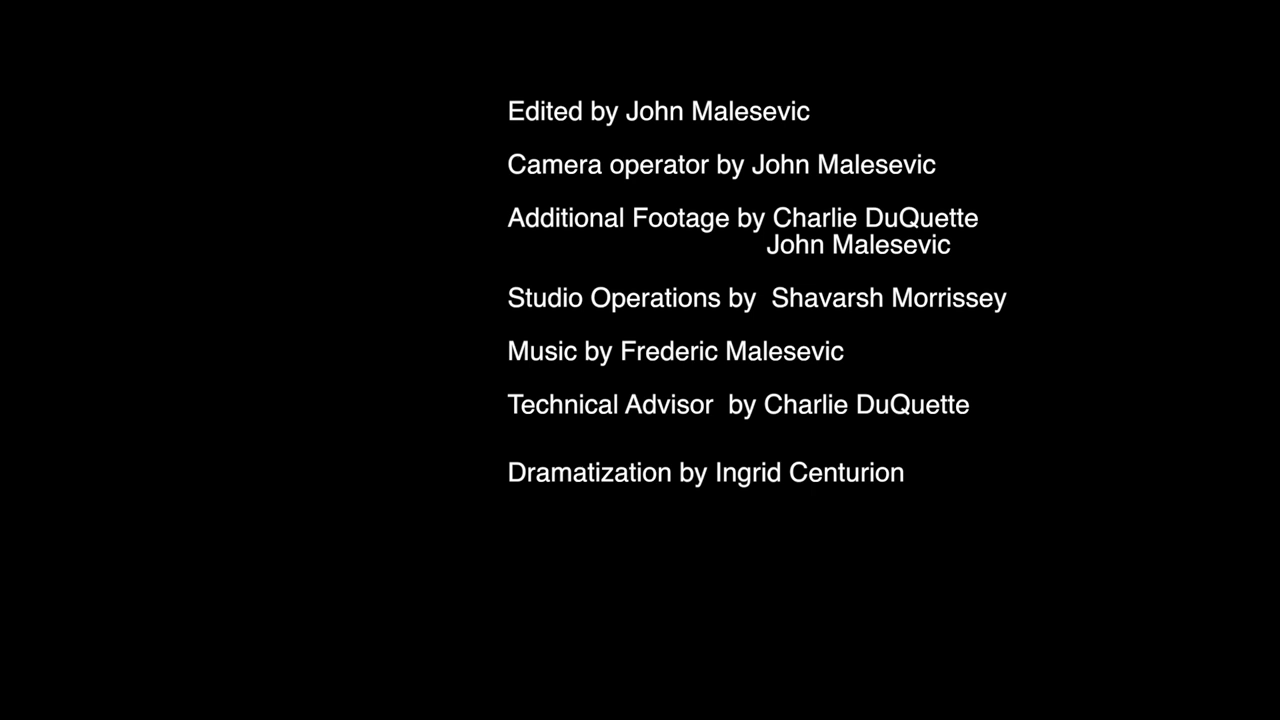 Edited by John Malesevic
Camera operator by John Malesevic
Additional Footage by Charlie DuQuette
John Malesevic
Studio Operations by  Shavarsh Morrissey
Music by Frederic Malesevic
Technical Advisor  by Charlie DuQuette
Dramatization by Ingrid Centurion